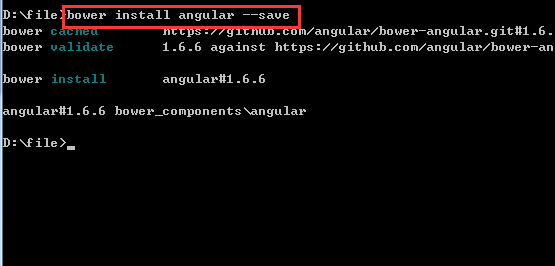 D:\file>bower install angular --save
bower cached https://github.com/angular/bower-angular.git#1.6.
bower validate 1.6.6 against https://github.com/angular/bower-an
bower install angular#1.6.6
angular#1.6.6 bower_components\angular
D:\file>_